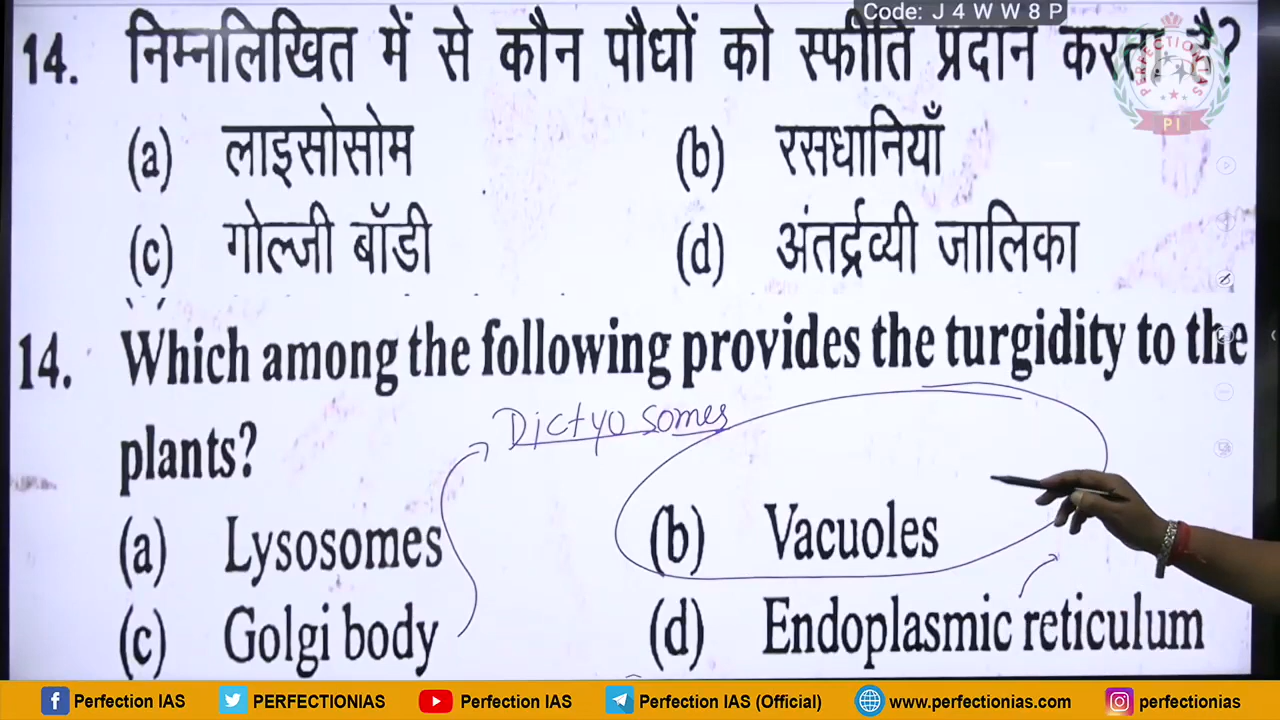 Code: J 4 W W 8 P
14. निम्नलिखित में से कौन पौधों को स्फीति प्रदान करता है?
PERFECTIONIAS
PI
(a) लाइसोसोम (b) रसधानियाँ
(c) गोल्जी बॉडी (d) अंतर्द्रव्यी जालिका
14. Which among the following provides the turgidity to the
Dictyosomes
plants?
(a) Lysosomes (b) Vacuoles
(c) Golgi body (d) Endoplasmic reticulum
Perfection IAS PERFECTIONIAS Perfection IAS Perfection IAS (Official) www.perfectionias.com perfectionias